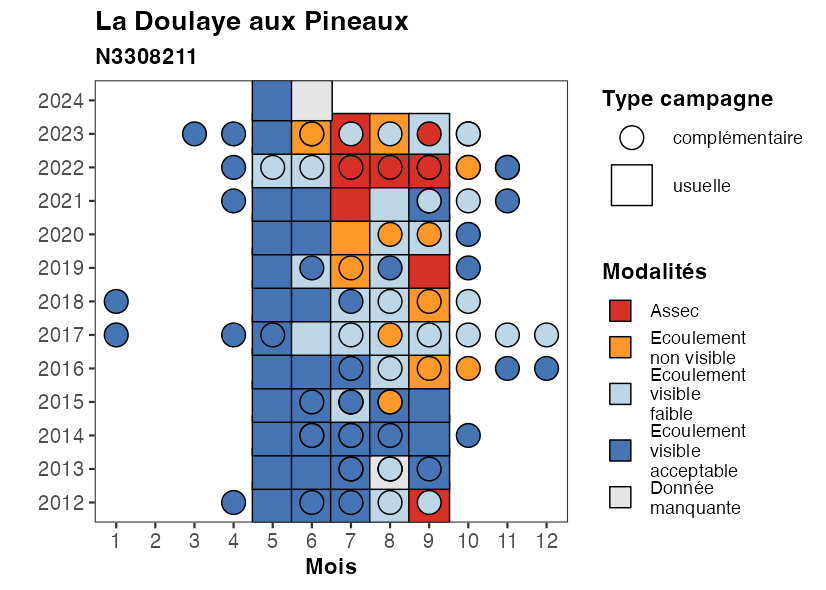 La Doulaye aux Pineaux
N3308211
2024
2023
2022
2021
2020
2019
2018
2017
2016
2015
2014
2013
2012
1 2 3 4 5 6 7 8 9 10 11 12
Mois
Type campagne
complémentaire
usuelle
Modalités
Assec
Ecoulement
non visible
Ecoulement
visible
faible
Ecoulement
visible
acceptable
Donnée
manquante